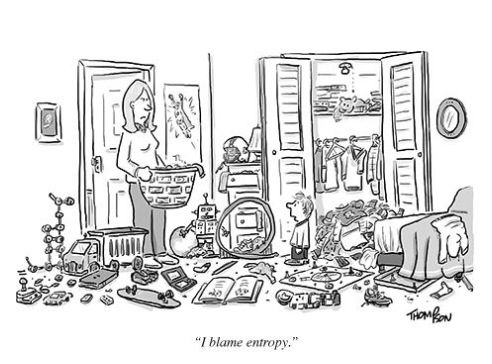 THOMPSON
“I blame entropy.”